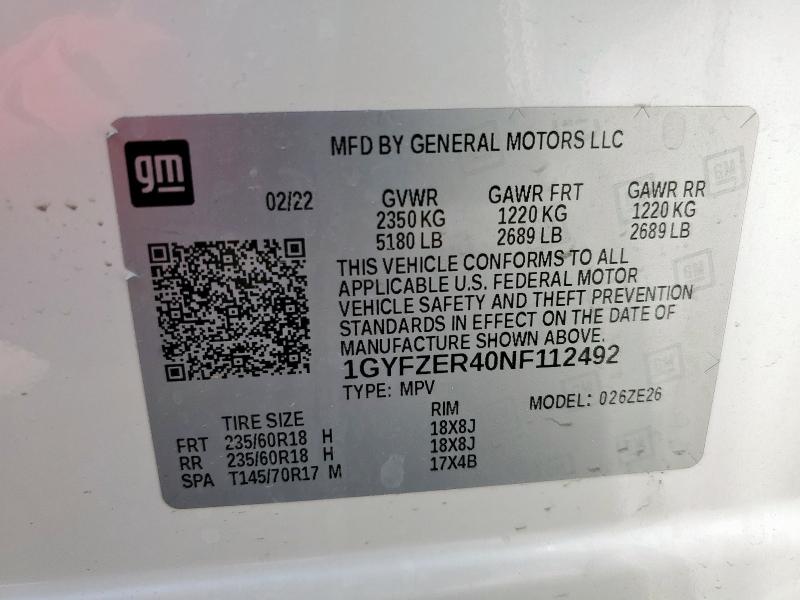 gm
MFD BY GENERAL MOTORS LLC
02/22 GVWR GAWR FRT GAWR RR
2350 KG 1220 KG 1220 KG
5180 LB 2689 LB 2689 LB
THIS VEHICLE CONFORMS TO ALL
APPLICABLE U.S. FEDERAL MOTOR
VEHICLE SAFETY AND THEFT PREVENTION
STANDARDS IN EFFECT ON THE DATE OF
MANUFACTURE SHOWN ABOVE.
1GYFZER40NF112492
TYPE: MPV MODEL: 026ZE26
TIRE SIZE RIM
FRT 235/60R18 H 18X8J
RR 235/60R18 H 18X8J
SPA T145/70R17 M 17X4B